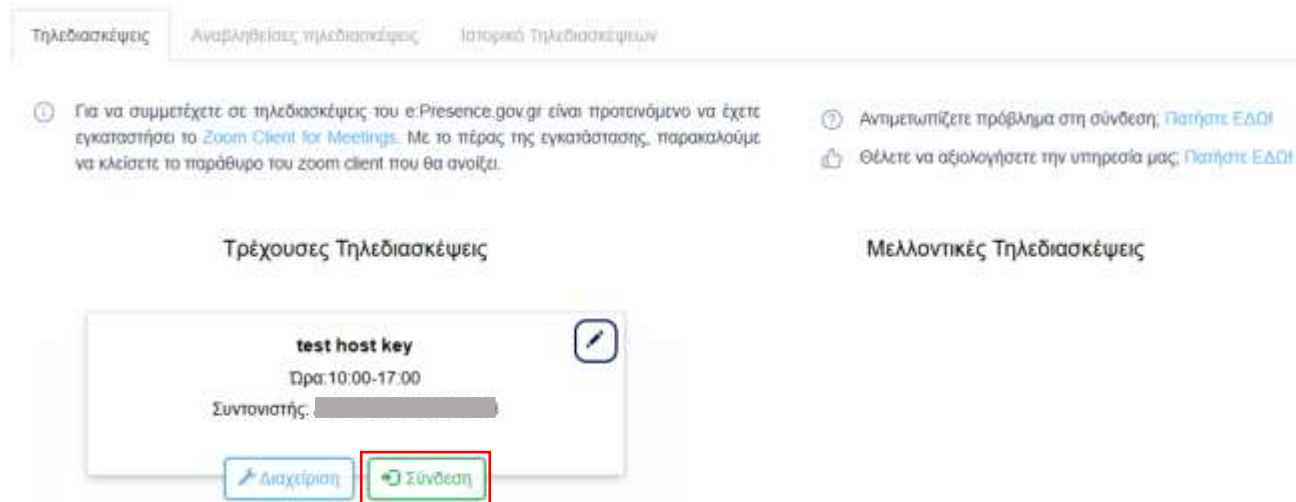 Τηλεδιασκέψεις Αναβληθείσες τηλεδιασκέψεις Ιστορικό Τηλεδιασκέψεων
Για να συμμετέχετε σε τηλεδιασκέψεις του e:Presence.gov.gr είναι προτεινόμενο να έχετε
εγκαταστήσει το Zoom Client for Meetings. Με το πέρας της εγκατάστασης, παρακαλούμε
να κλείσετε το παράθυρο του zoom client που θα ανοίξει.
Αντιμετωπίζετε πρόβλημα στη σύνδεση; Πατήστε ΕΔΩ!
Θέλετε να αξιολογήσετε την υπηρεσία μας; Πατήστε ΕΔΩ!
Τρέχουσες Τηλεδιασκέψεις
Μελλοντικές Τηλεδιασκέψεις
test host key
Ώρα:10:00-17:00
Συντονιστής:
Διαχείριση Σύνδεση